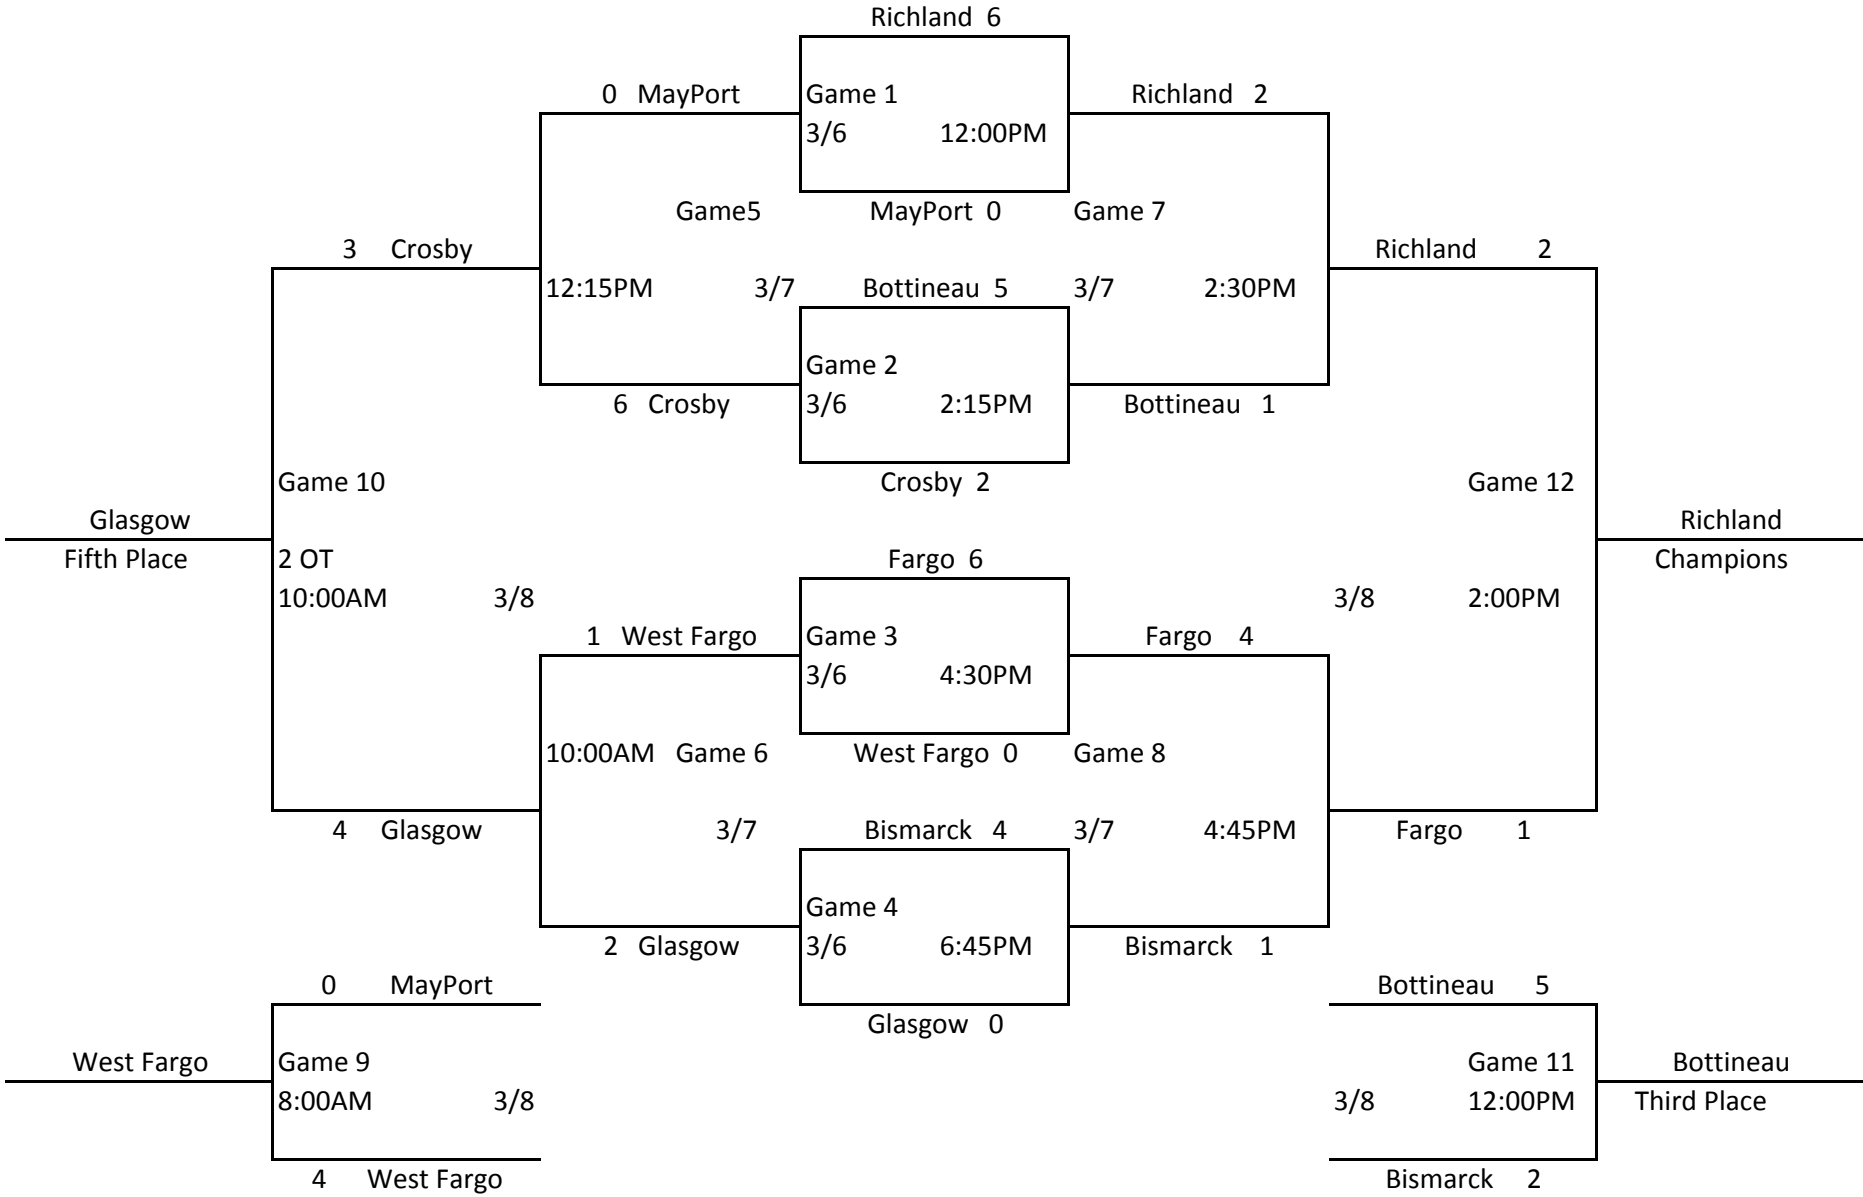 Richland 6
0 MayPort Game 1 Richland 2
3/6 12:00PM
Game5 MayPort 0 Game 7
3 Crosby Richland 2
12:15PM 3/7 Bottineau 5 3/7 2:30PM
Game 2
6 Crosby 3/6 2:15PM Bottineau 1
Game 10 Crosby 2 Game 12
Glasgow Richland
Fifth Place 2 OT Fargo 6 Champions
10:00AM 3/8 3/8 2:00PM
1 West Fargo Game 3 Fargo 4
3/6 4:30PM
10:00AM Game 6 West Fargo 0 Game 8
4 Glasgow 3/7 Bismarck 4 3/7 4:45PM Fargo 1
Game 4
2 Glasgow 3/6 6:45PM Bismarck 1
0 MayPort Bottineau 5
Glasgow 0
West Fargo Game 9 Game 11 Bottineau
8:00AM 3/8 3/8 12:00PM Third Place
4 West Fargo Bismarck 2